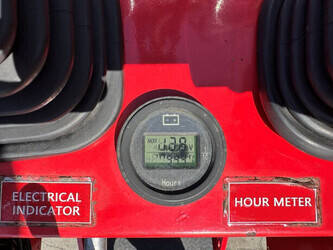 Hours
ELECTRICAL
INDICATOR
HOUR METER